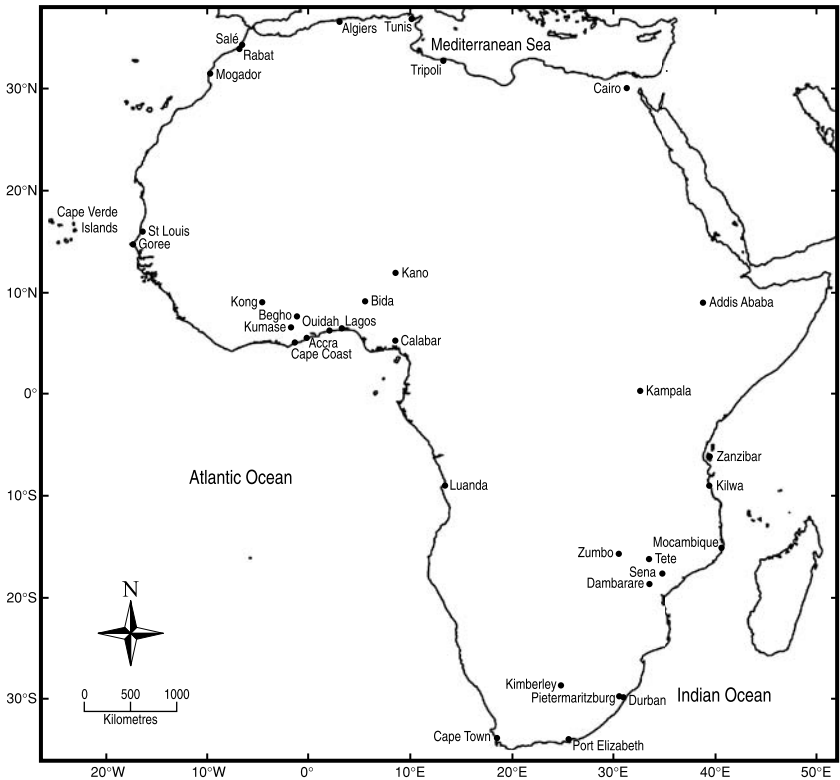 Algiers
Tunis
Salé
Rabat
Mediterranean Sea
Tripoli
Mogador
30°N
Cairo
20°N
Cape Verde
Islands
St Louis
Goree
Kano
10°N
Kong
Bida
Addis Ababa
Begho
Ouidah
Lagos
Kumase
Accra
Calabar
Cape Coast
0°
Kampala
Zanzibar
Atlantic Ocean
10°S
Luanda
Kilwa
Mocambique
Zumbo
Tete
Sena
Dambarare
N
20°S
0 500 1000
Kilometres
30°S
Kimberley
Pietermaritzburg
Durban
Indian Ocean
Cape Town
Port Elizabeth
20°W 10°W 0° 10°E 20°E 30°E 40°E 50°E